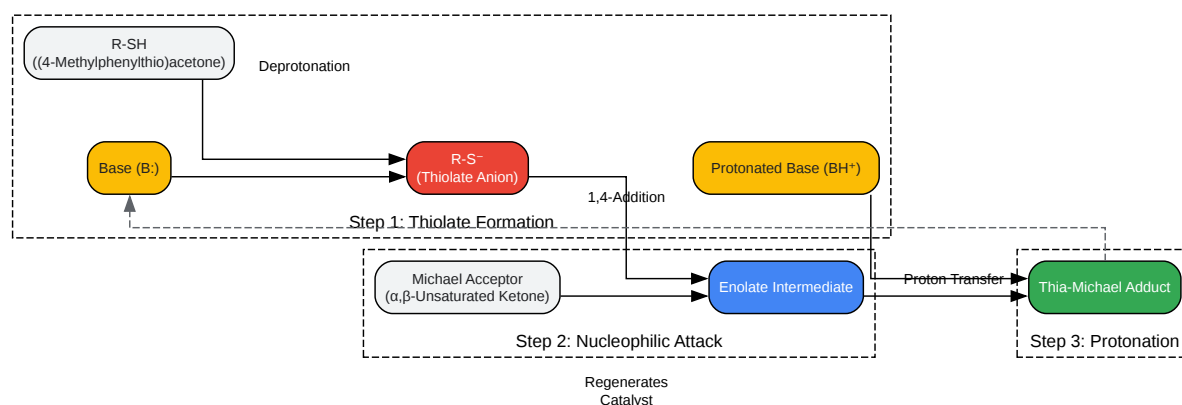 R-SH
((4-Methylphenylthio)acetone)
Deprotonation
Base (B:)
R-S⁻
(Thiolate Anion)
Protonated Base (BH⁺)
1,4-Addition
Step 1: Thiolate Formation
Michael Acceptor
(α,β-Unsaturated Ketone)
Enolate Intermediate
Proton Transfer
Thia-Michael Adduct
Step 2: Nucleophilic Attack
Step 3: Protonation
Regenerates
Catalyst